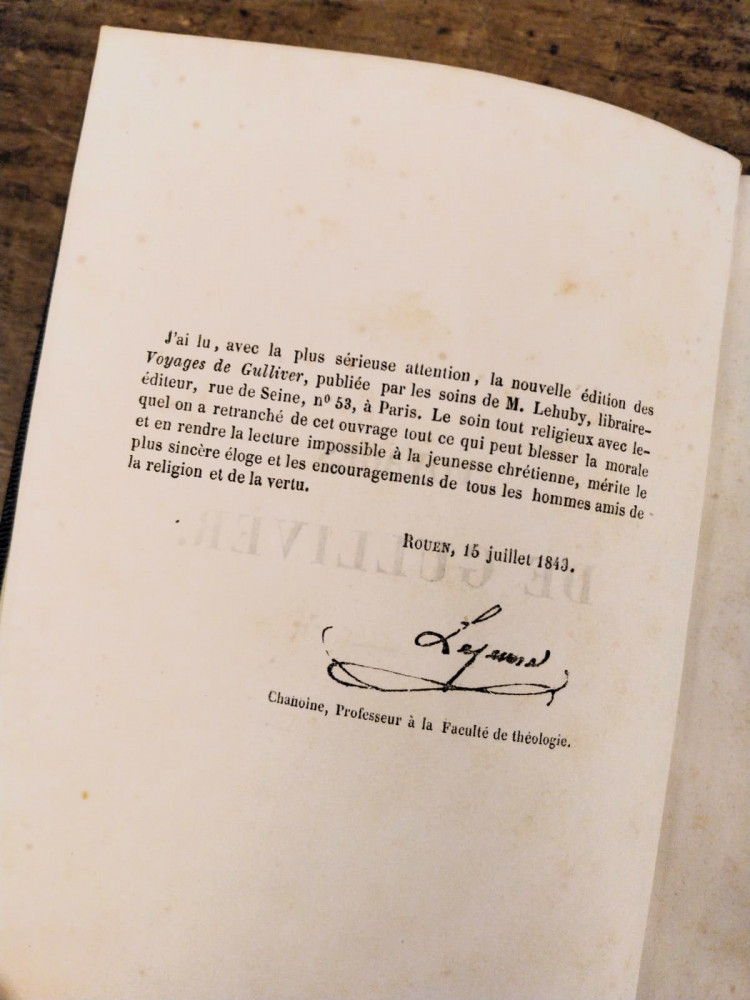 J'ai lu, avec la plus sérieuse attention, la nouvelle édition des
Voyages de Gulliver, publiée par les soins de M. Lehuby, libraire-
éditeur, rue de Seine, nº 53, à Paris. Le soin tout religieux avec le-
quel on a retranché de cet ouvrage tout ce qui peut blesser la morale
et en rendre la lecture impossible à la jeunesse chrétienne, mérite le
plus sincère éloge et les encouragements de tous les hommes amis de
la religion et de la vertu.
ROUEN, 15 juillet 1843.
Chanoine, Professeur à la Faculté de théologie.